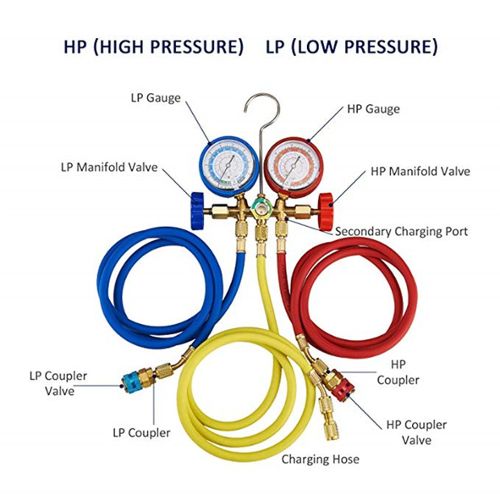 HP (HIGH PRESSURE) LP (LOW PRESSURE)
LP Gauge
HP Gauge
LP Manifold Valve
HP Manifold Valve
Secondary Charging Port
LP Coupler
Valve
HP
Coupler
LP Coupler
HP Coupler
Valve
Charging Hose